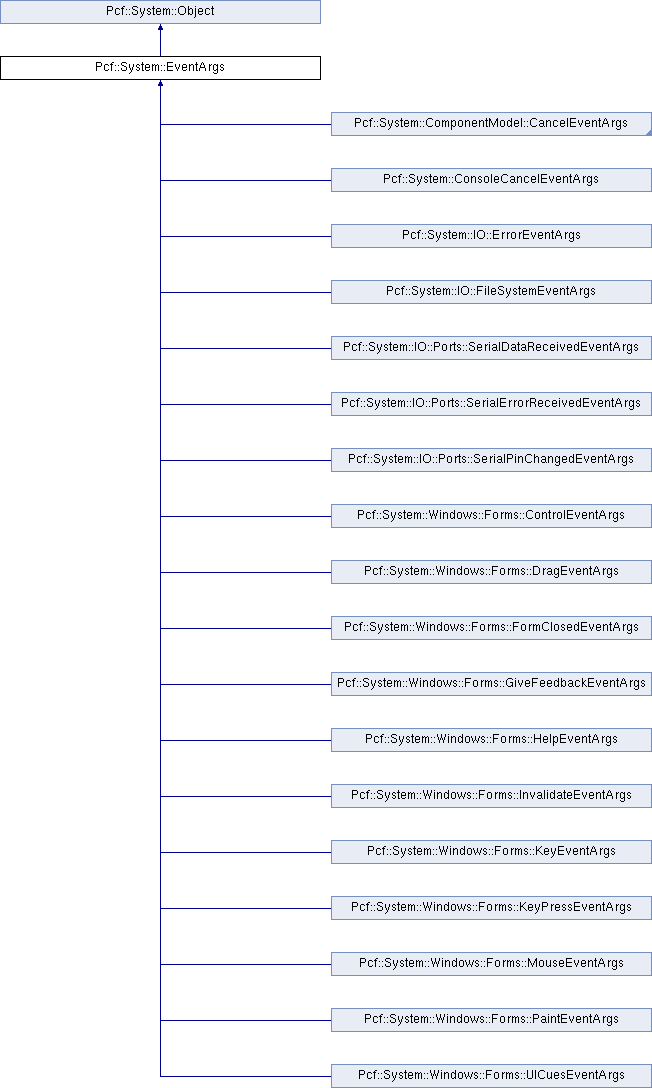 Pcf::System::Object
Pcf::System::EventArgs
Pcf::System::ComponentModel::CancelEventArgs
Pcf::System::ConsoleCancelEventArgs
Pcf::System::IO::ErrorEventArgs
Pcf::System::IO::FileSystemEventArgs
Pcf::System::IO::Ports::SerialDataReceivedEventArgs
Pcf::System::IO::Ports::SerialErrorReceivedEventArgs
Pcf::System::IO::Ports::SerialPinChangedEventArgs
Pcf::System::Windows::Forms::ControlEventArgs
Pcf::System::Windows::Forms::DragEventArgs
Pcf::System::Windows::Forms::FormClosedEventArgs
Pcf::System::Windows::Forms::GiveFeedbackEventArgs
Pcf::System::Windows::Forms::HelpEventArgs
Pcf::System::Windows::Forms::InvalidateEventArgs
Pcf::System::Windows::Forms::KeyEventArgs
Pcf::System::Windows::Forms::KeyPressEventArgs
Pcf::System::Windows::Forms::MouseEventArgs
Pcf::System::Windows::Forms::PaintEventArgs
Pcf::System::Windows::Forms::UICuesEventArgs